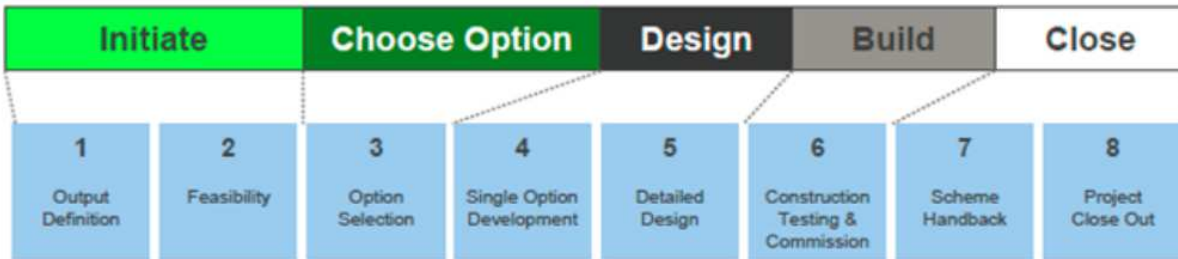 Initiate Choose Option Design Build Close
1 2 3 4 5 6 7 8
Output Feasibility Option Single Option Detailed Construction Scheme Project
Definition Selection Development Design Testing & Handback Close Out
Commission